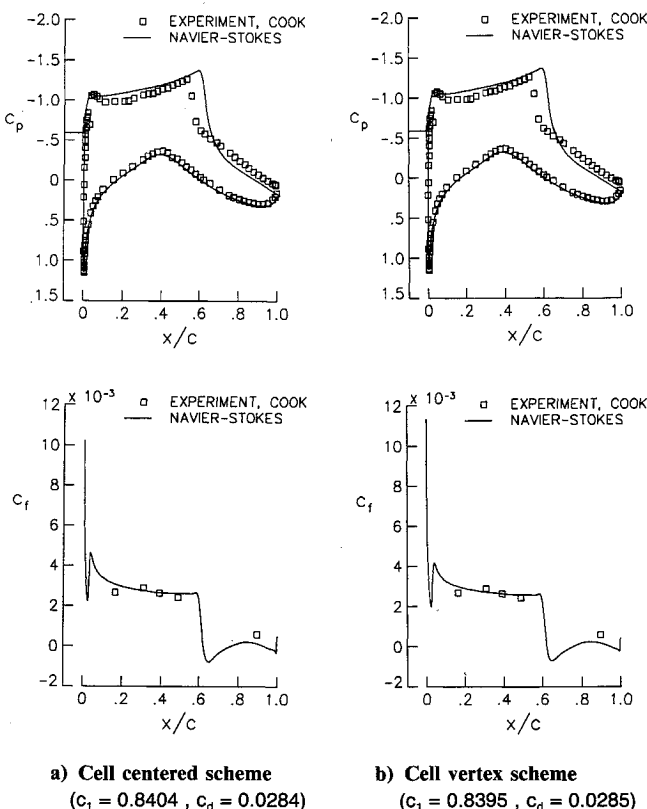 -2.0
□ EXPERIMENT, COOK
— NAVIER-STOKES
-1.5
-1.0
Cp
-.5
0
.5
1.0
1.5
0 .2 .4 .6 .8 1.0
X/C
-2.0
□ EXPERIMENT, COOK
— NAVIER-STOKES
-1.5
-1.0
Cp
-.5
0
.5
1.0
1.5
0 .2 .4 .6 .8 1.0
X/C
12 x 10⁻³
□ EXPERIMENT, COOK
— NAVIER-STOKES
10
8
Cf
6
4
2
0
-2
0 .2 .4 .6 .8 1.0
X/C
12 x 10⁻³
□ EXPERIMENT, COOK
— NAVIER-STOKES
10
8
Cf
6
4
2
0
-2
0 .2 .4 .6 .8 1.0
X/C
a) Cell centered scheme
(c₁ = 0.8404 , c_d = 0.0284)
b) Cell vertex scheme
(c₁ = 0.8395 , c_d = 0.0285)